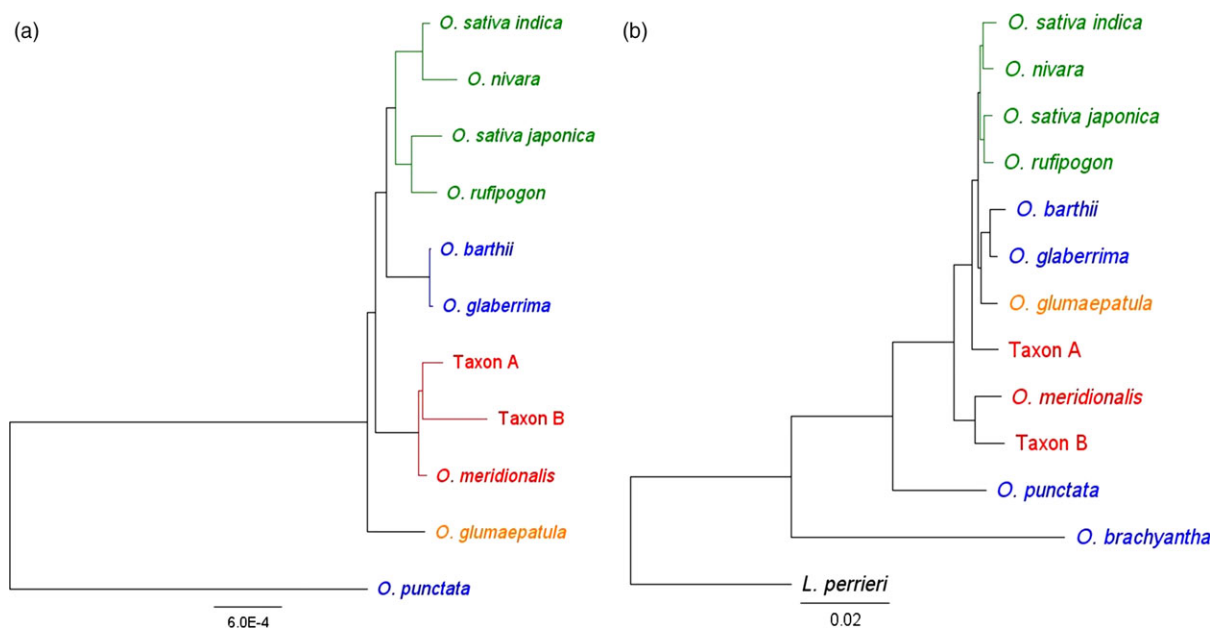 (a)
O. sativa indica
O. nivara
O. sativa japonica
O. rufipogon
O. barthii
O. glaberrima
Taxon A
Taxon B
O. meridionalis
O. glumaepatula
O. punctata
6.0E-4
(b)
O. sativa indica
O. nivara
O. sativa japonica
O. rufipogon
O. barthii
O. glaberrima
O. glumaepatula
Taxon A
O. meridionalis
Taxon B
O. punctata
O. brachyantha
L. perrieri
0.02